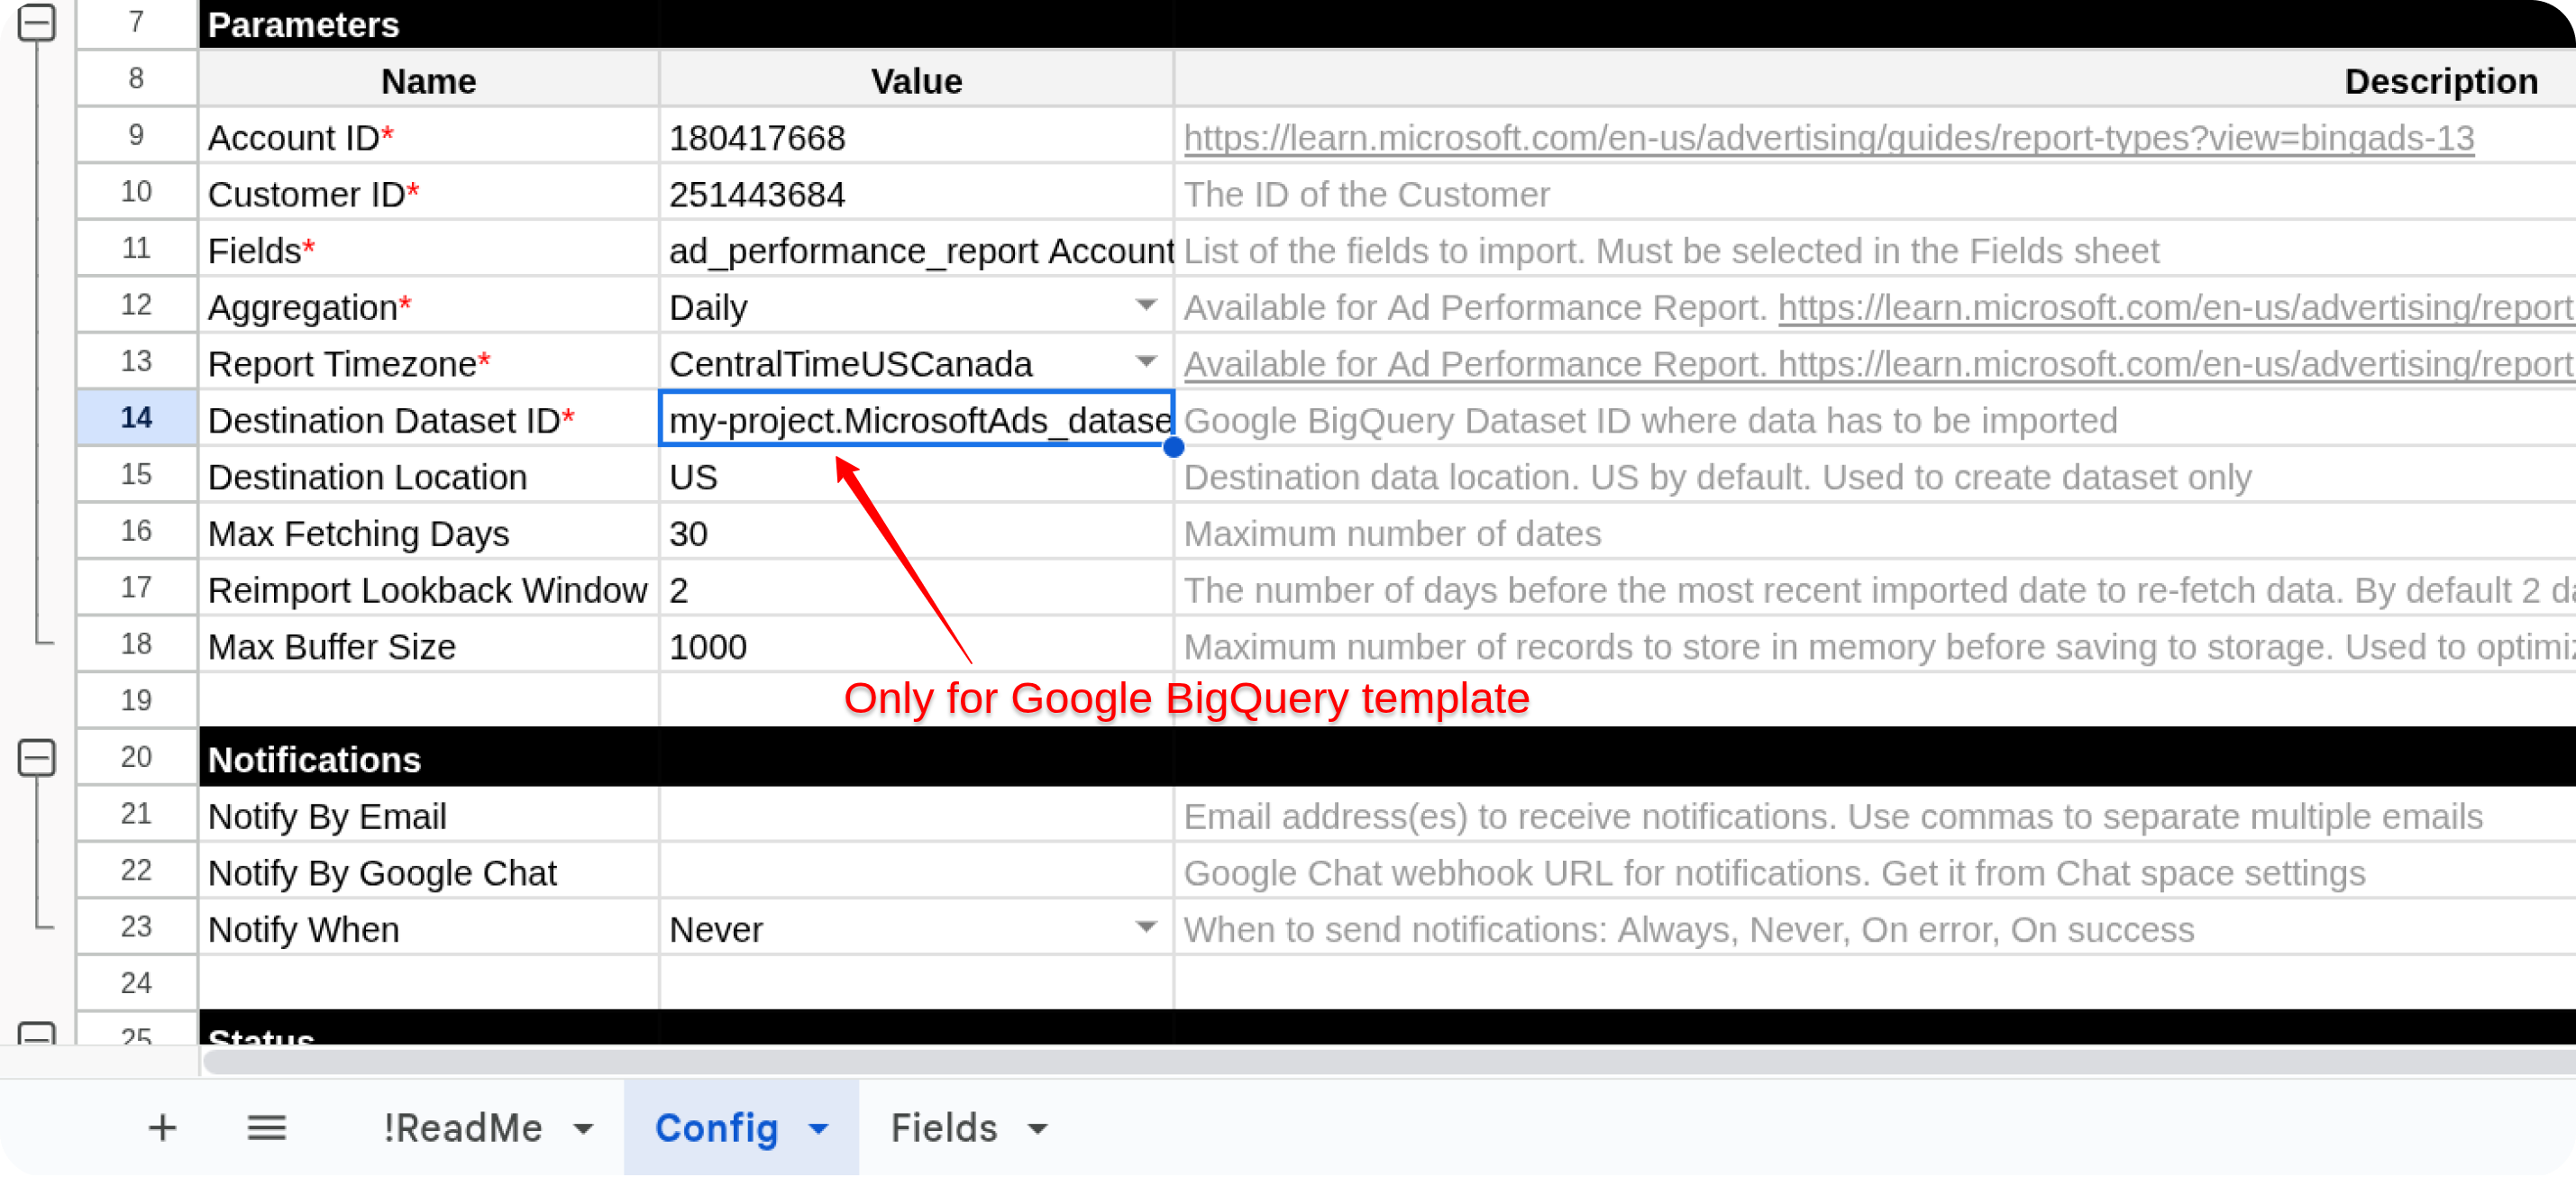 7 Parameters
8 Name Value Description
9 Account ID* 180417668 https://learn.microsoft.com/en-us/advertising/guides/report-types?view=bingads-13
10 Customer ID* 251443684 The ID of the Customer
11 Fields* ad_performance_report Account List of the fields to import. Must be selected in the Fields sheet
12 Aggregation* Daily Available for Ad Performance Report. https://learn.microsoft.com/en-us/advertising/report
13 Report Timezone* CentralTimeUSCanada Available for Ad Performance Report. https://learn.microsoft.com/en-us/advertising/report
14 Destination Dataset ID* my-project.MicrosoftAds_datase Google BigQuery Dataset ID where data has to be imported
15 Destination Location US Destination data location. US by default. Used to create dataset only
16 Max Fetching Days 30 Maximum number of dates
17 Reimport Lookback Window 2 The number of days before the most recent imported date to re-fetch data. By default 2 da
18 Max Buffer Size 1000 Maximum number of records to store in memory before saving to storage. Used to optimiz
19 Only for Google BigQuery template
20 Notifications
21 Notify By Email Email address(es) to receive notifications. Use commas to separate multiple emails
22 Notify By Google Chat Google Chat webhook URL for notifications. Get it from Chat space settings
23 Notify When Never When to send notifications: Always, Never, On error, On success
24
25 Status
!ReadMe Config Fields